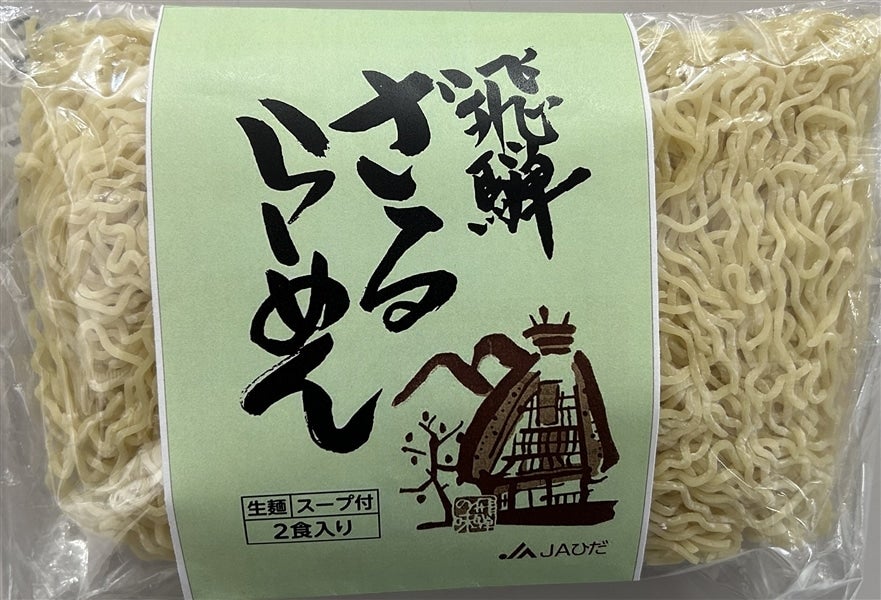 飛騨
ざる
らーめん
生麺 スープ付
2食入り
JAひだ